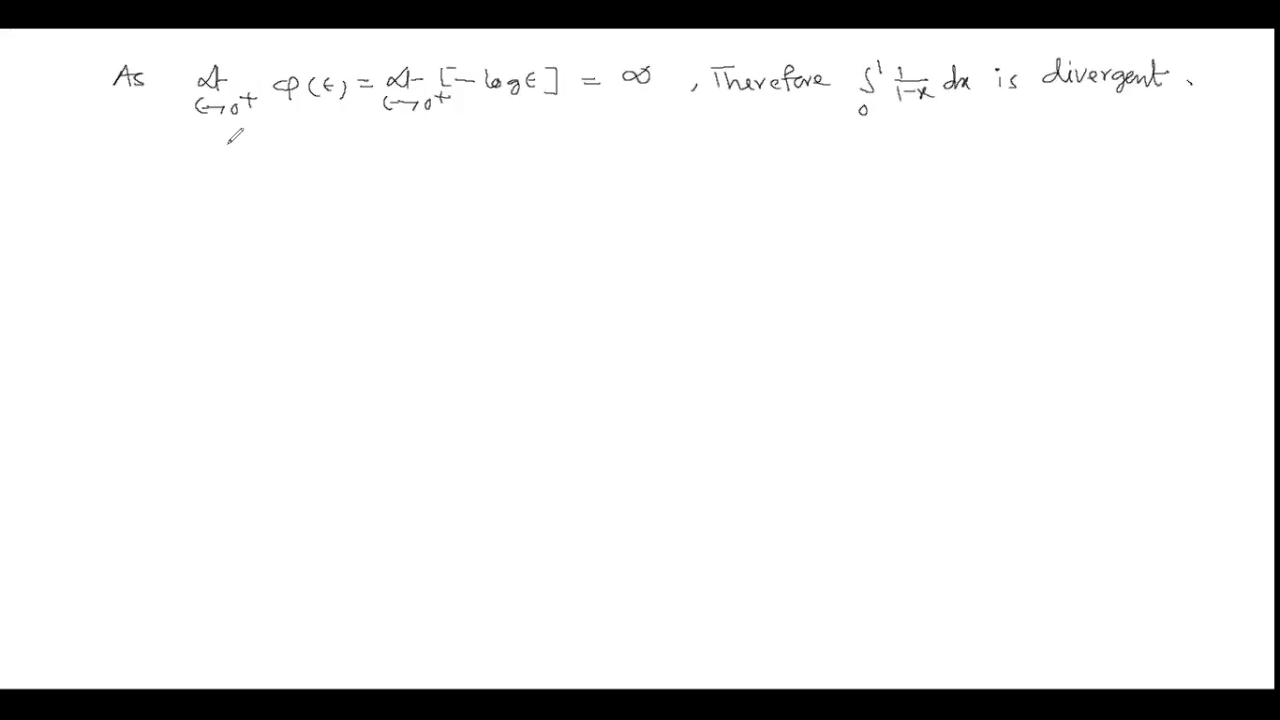 As Lt ϵ→0+ φ(ϵ) = Lt ϵ→0+ [-log ϵ] = ∞ , Therefore ∫₀¹ 1/(1-x) dx is divergent .